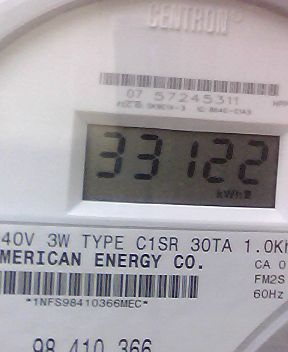 CENTRON®
07 57245311
33122
kWh
40V 3W TYPE C1SR 30TA 1.0Kh
MERICAN ENERGY CO.
CA 0
FM2S
*1NFS98410366MEC*
60Hz
98 410 366